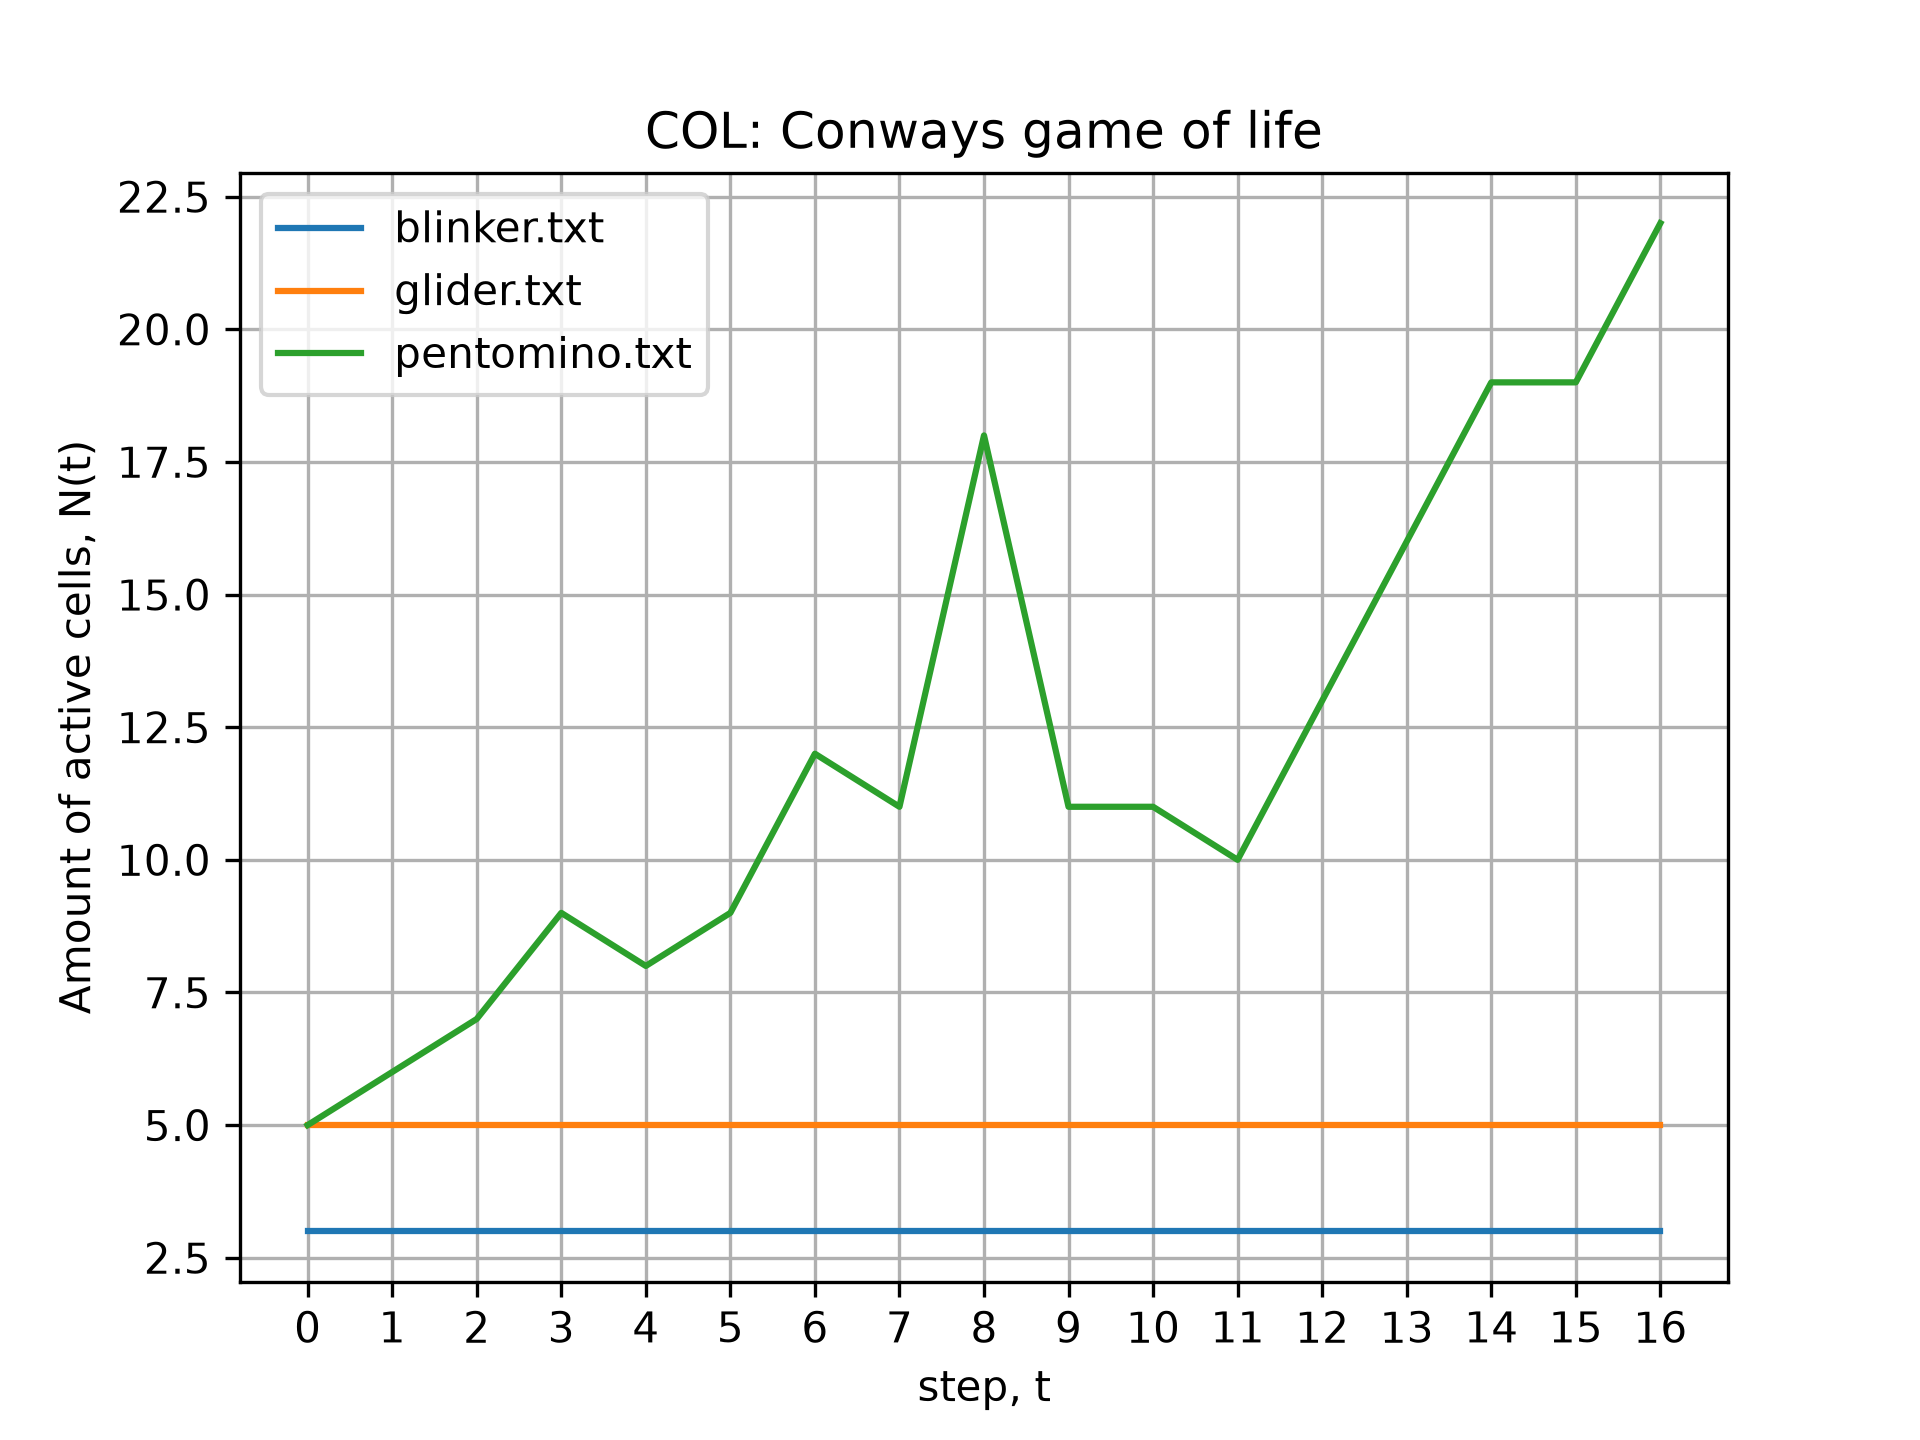 COL: Conways game of life
blinker.txt
glider.txt
pentomino.txt
Amount of active cells, N(t)
22.5
20.0
17.5
15.0
12.5
10.0
7.5
5.0
2.5
0 1 2 3 4 5 6 7 8 9 10 11 12 13 14 15 16
step, t